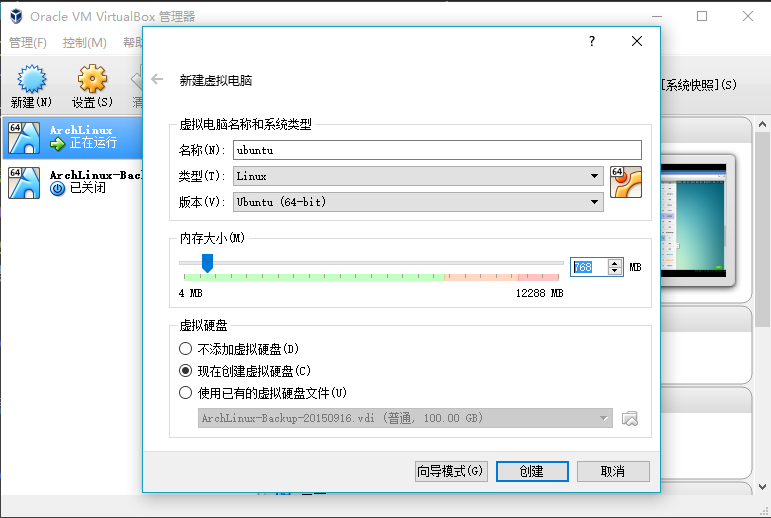 Oracle VM VirtualBox 管理器
管理(F) 控制(M) 帮助
新建(N) 设置(S) 清 [系统快照](S)
64 ArchLinux
正在运行
64 ArchLinux-Bac
已关闭
?
新建虚拟电脑
虚拟电脑名称和系统类型
名称(N): ubuntu
类型(T): Linux 64
版本(V): Ubuntu (64-bit)
内存大小(M)
768 MB
4 MB 12288 MB
虚拟硬盘
不添加虚拟硬盘(D)
现在创建虚拟硬盘(C)
使用已有的虚拟硬盘文件(U)
ArchLinux-Backup-20150916.vdi (普通, 100.00 GB)
向导模式(G) 创建 取消